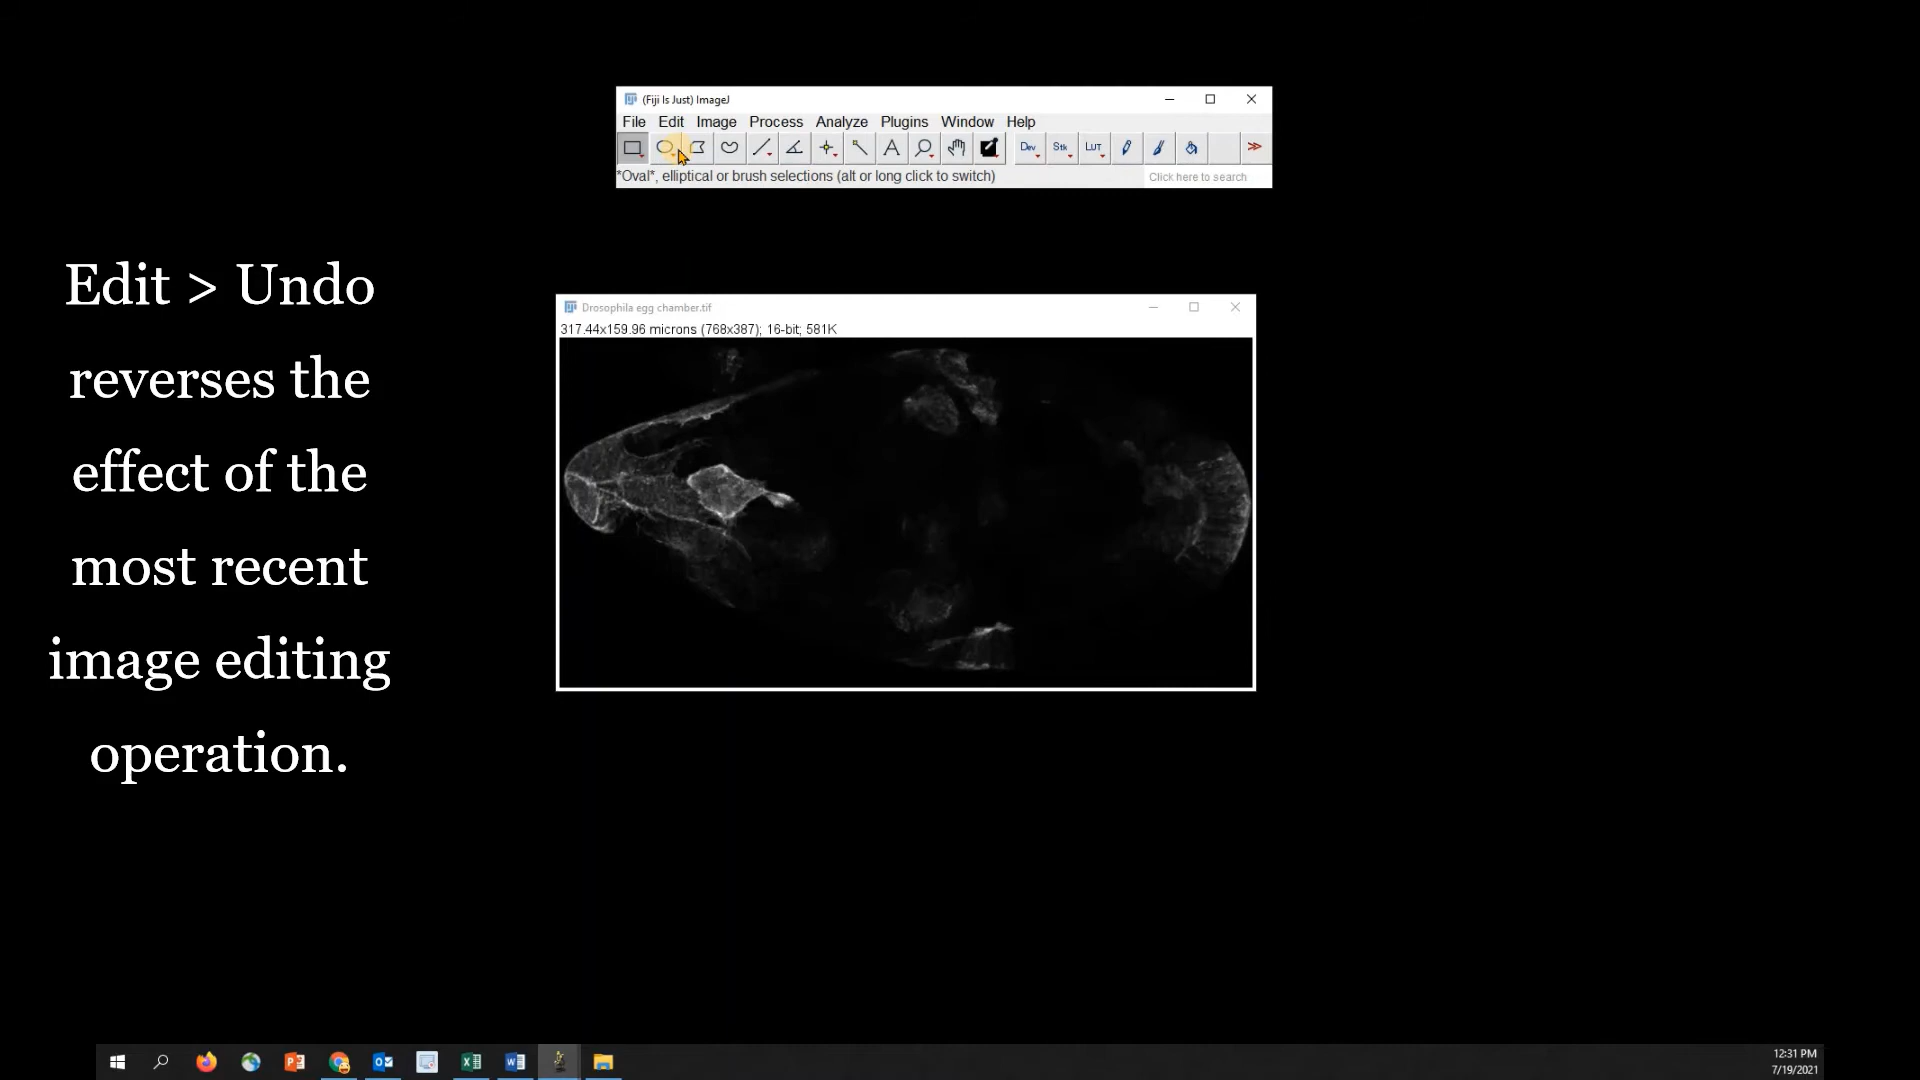 (Fiji Is Just) ImageJ
File Edit Image Process Analyze Plugins Window Help
Dev Stk LUT
*Oval*, elliptical or brush selections (alt or long click to switch)
Click here to search
Edit > Undo
reverses the
effect of the
most recent
image editing
operation.
Drosophila egg chamber.tif
317.44x159.96 microns (768x387); 16-bit; 581K
12:31 PM
7/19/2021